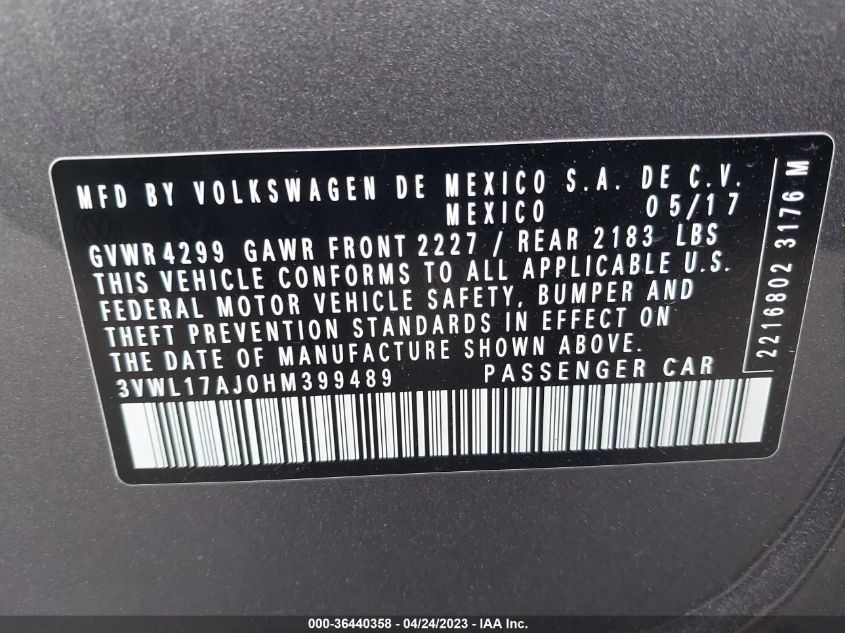 MFD BY VOLKSWAGEN DE MEXICO S.A. DE C.V.
MEXICO 05/17
GVWR 4299 GAWR FRONT 2227 / REAR 2183 LBS
THIS VEHICLE CONFORMS TO ALL APPLICABLE U.S.
FEDERAL MOTOR VEHICLE SAFETY, BUMPER AND
THEFT PREVENTION STANDARDS IN EFFECT ON
THE DATE OF MANUFACTURE SHOWN ABOVE.
3VWL17AJ0HM399489 PASSENGER CAR
2216802 3176 M
000-36440358 - 04/24/2023 - IAA Inc.